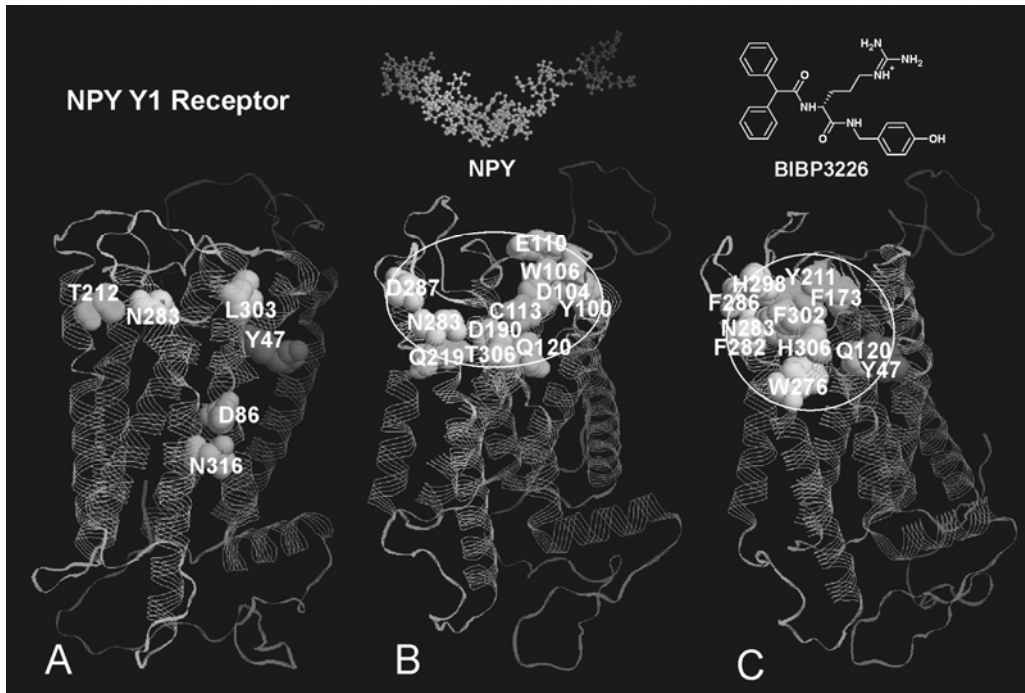 NPY Y1 Receptor
NPY
H₂N
NH₂
NH
+
O
HN
NH
O
OH
BIBP3226
T212
N283
L303
Y47
D86
N316
A
E110
W106
D104
Y100
D287
C113
N283
D190
Q219
T306
Q120
B
H298
Y211
F286
F173
F302
N283
F282
H306
Q120
Y47
W276
C